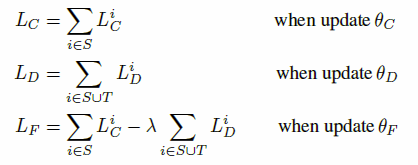 L_C = \sum_{i \in S} L_C^i when update θ_C
L_D = \sum_{i \in S \cup T} L_D^i when update θ_D
L_F = \sum_{i \in S} L_C^i − λ \sum_{i \in S \cup T} L_D^i when update θ_F